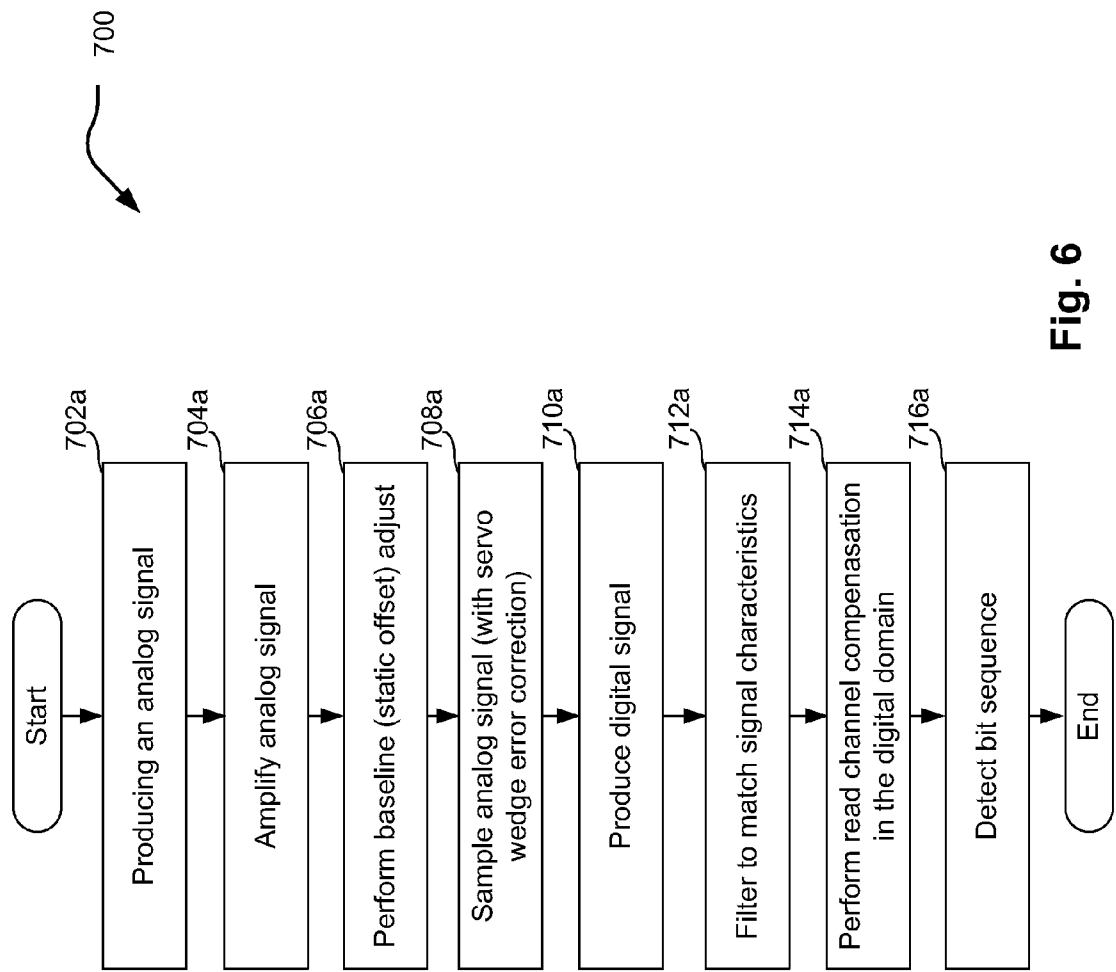 700
Start
702a
Producing an analog signal
704a
Amplify analog signal
706a
Perform baseline (static offset) adjust
708a
Sample analog signal (with servo
wedge error correction)
710a
Produce digital signal
712a
Filter to match signal characteristics
714a
Perform read channel compenasation
in the digital domain
716a
Detect bit sequence
End
Fig. 6